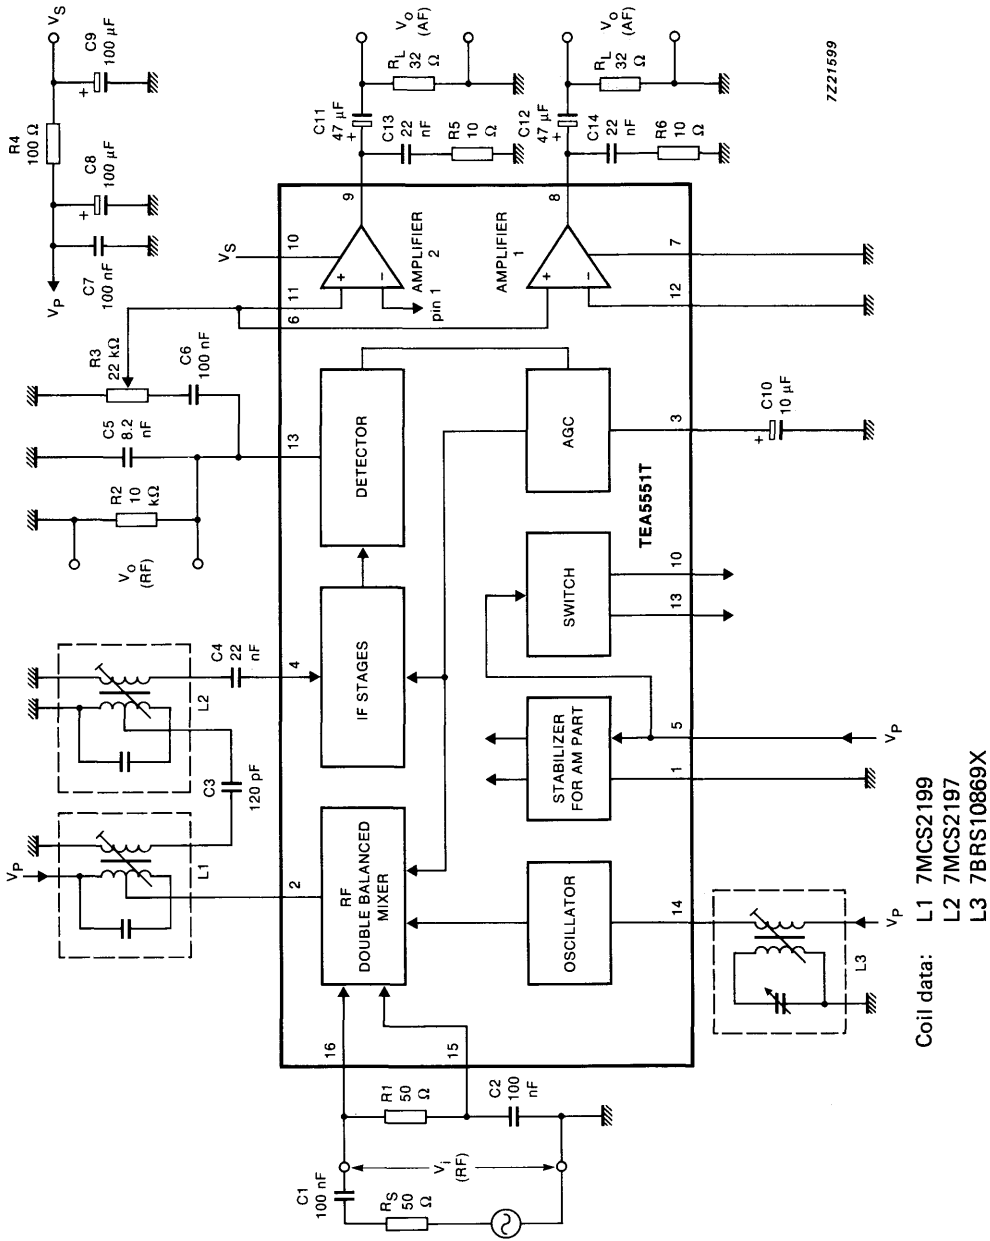 C1
100 nF
RS
50
Ω
Vi
(RF)
R1
50
Ω
C2
100
nF
16
15
VP
L1
C3
120 pF
L2
C4
22
nF
2
4
Vo
(RF)
R2
10
kΩ
C5
8.2
nF
R3
22 kΩ
C6
100 nF
13
VP
C7
100 nF
C8
100 µF
+
R4
100 Ω
C9
100 µF
+
VS
6
11
VS
10
RF
DOUBLE BALANCED
MIXER
IF STAGES
DETECTOR
+
−
pin 1
AMPLIFIER
2
9
OSCILLATOR
STABILIZER
FOR AM PART
SWITCH
AGC
AMPLIFIER
1
+
−
8
TEA5551T
14
1
5
13
10
3
12
7
C11
47 µF
+
C13
22
nF
R5
10
Ω
RL
32
Ω
Vo
(AF)
C12
47 µF
+
C14
22
nF
R6
10
Ω
RL
32
Ω
Vo
(AF)
L3
VP
VP
C10
10 µF
+
7Z21599
Coil data:
L1 7MCS2199
L2 7MCS2197
L3 7BRS10869X